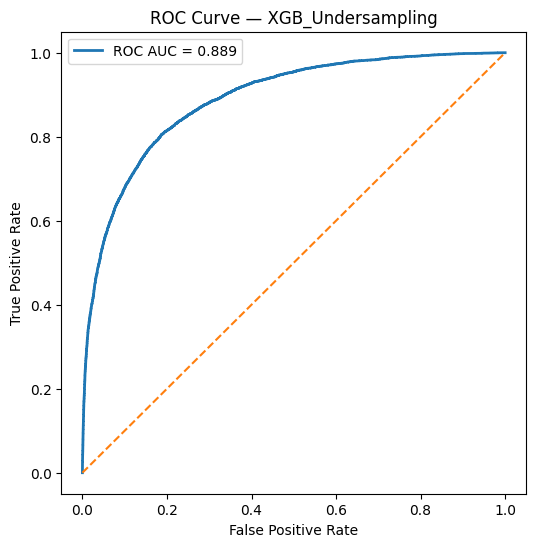 ROC Curve — XGB_Undersampling
ROC AUC = 0.889
True Positive Rate
1.0
0.8
0.6
0.4
0.2
0.0
0.0 0.2 0.4 0.6 0.8 1.0
False Positive Rate